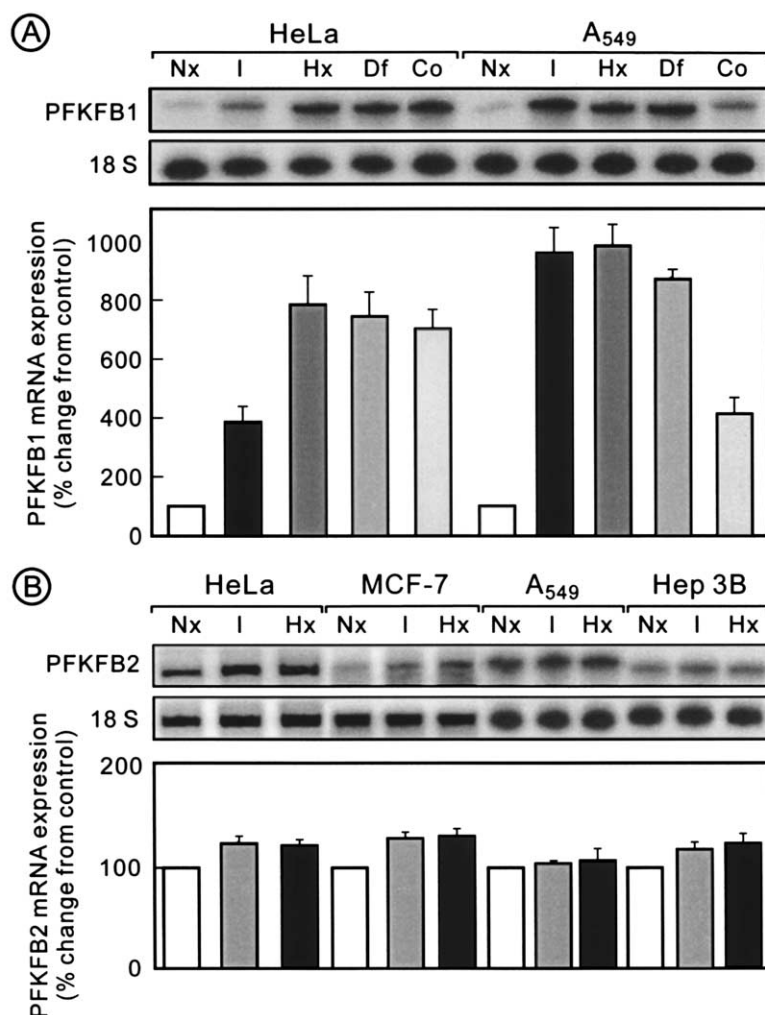 A
HeLa A549
Nx I Hx Df Co Nx I Hx Df Co
PFKFB1
18 S
PFKFB1 mRNA expression
(% change from control)
1000
800
600
400
200
0
B
HeLa MCF-7 A549 Hep 3B
Nx I Hx Nx I Hx Nx I Hx Nx I Hx
PFKFB2
18 S
PFKFB2 mRNA expression
(% change from control)
200
100
0